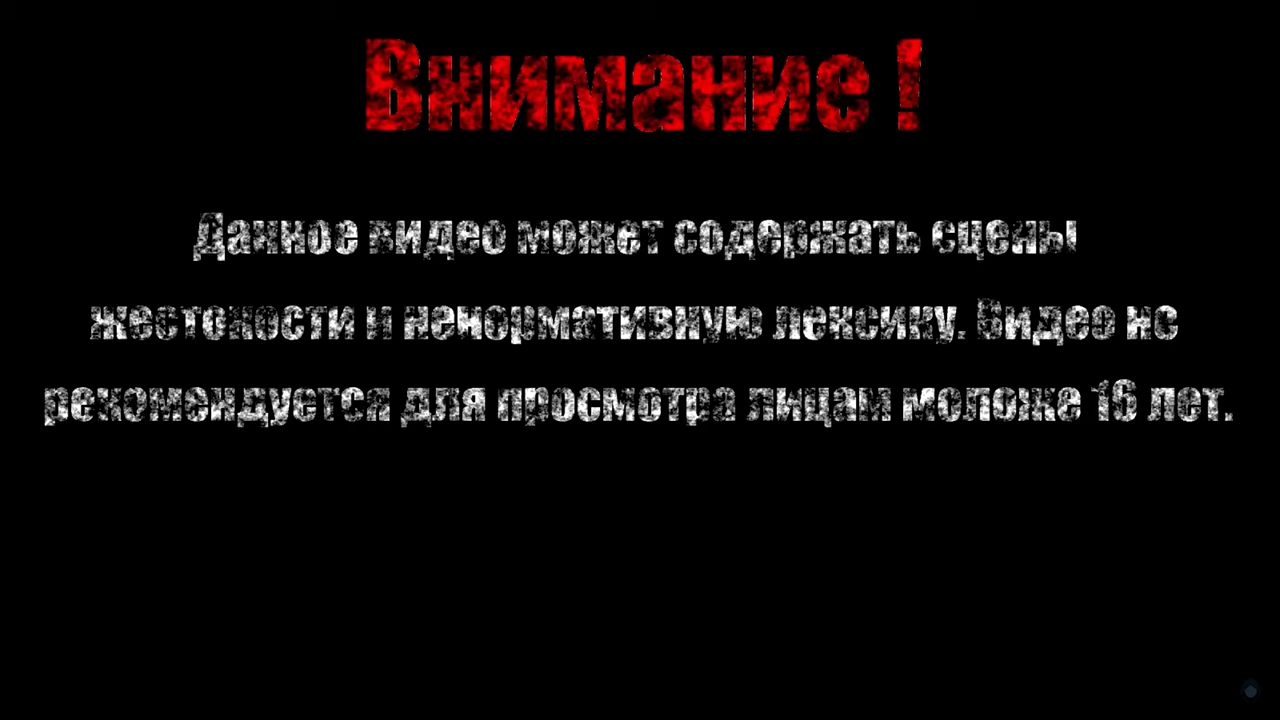 Внимание !
Данное видео может содержать сцены
жестокости и ненормативную лексику. Видео не
рекомендуется для просмотра лицам моложе 16 лет.